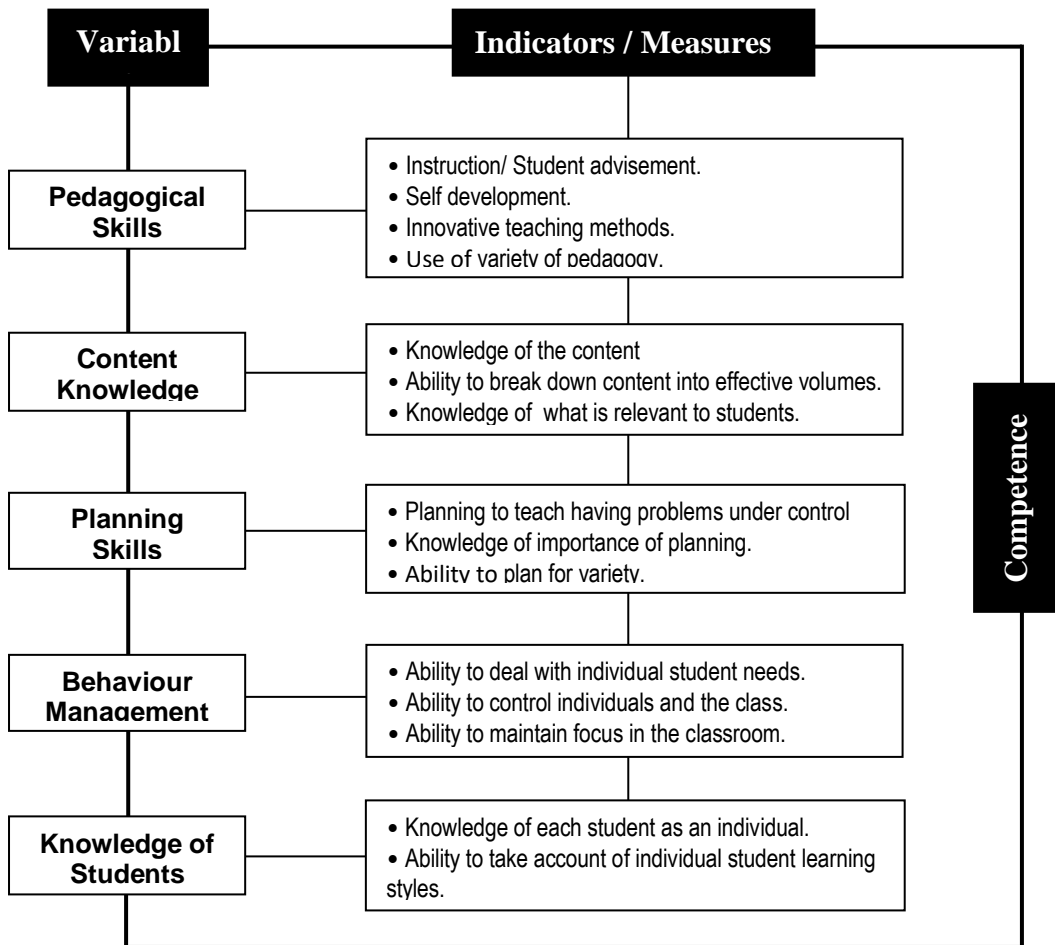 Variabl
Indicators / Measures
Pedagogical
Skills
• Instruction/ Student advisement.
• Self development.
• Innovative teaching methods.
• Use of variety of pedagogy.
Content
Knowledge
• Knowledge of the content
• Ability to break down content into effective volumes.
• Knowledge of what is relevant to students.
Planning
Skills
• Planning to teach having problems under control
• Knowledge of importance of planning.
• Ability to plan for variety.
Behaviour
Management
• Ability to deal with individual student needs.
• Ability to control individuals and the class.
• Ability to maintain focus in the classroom.
Knowledge of
Students
• Knowledge of each student as an individual.
• Ability to take account of individual student learning
styles.
Competence